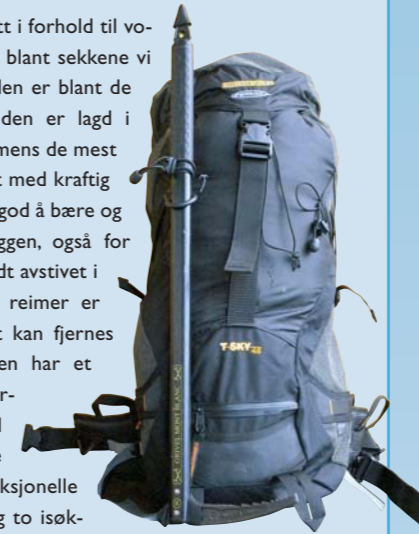 tt i forhold til vo-
blant sekkene vi
len er blant de
den er lagd i
mens de mest
t med kraftig
god å bære og
ggen, også for
dt avstivet i
reimer er
t kan fjernes
en har et
r-
ksjonelle
g to isøk-
T-SKY 28
GRIVEL MONT BLANC